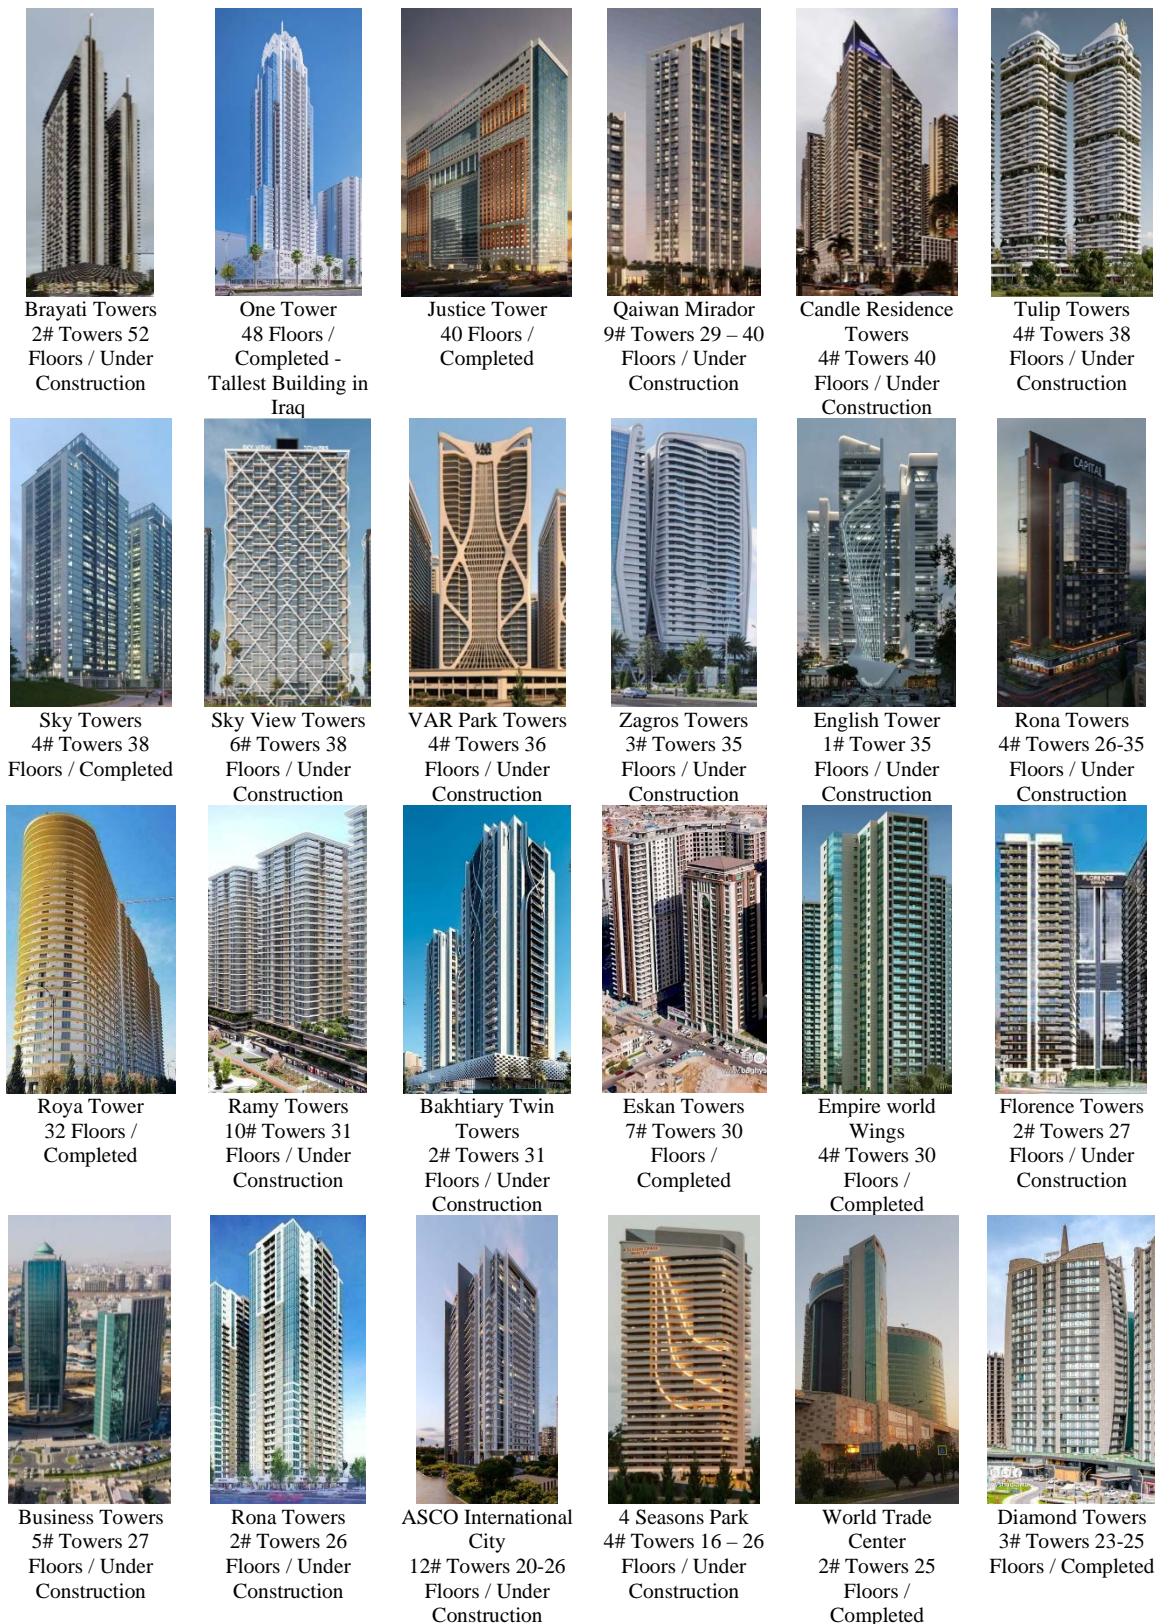 Brayati Towers
2# Towers 52
Floors / Under
Construction
One Tower
48 Floors /
Completed -
Tallest Building in
Iraq
Justice Tower
40 Floors /
Completed
Qaiwan Mirador
9# Towers 29 – 40
Floors / Under
Construction
Candle Residence
Towers
4# Towers 40
Floors / Under
Construction
Tulip Towers
4# Towers 38
Floors / Under
Construction
SKY VIEW TOWERS
VAR
CAPITAL
Sky Towers
4# Towers 38
Floors / Completed
Sky View Towers
6# Towers 38
Floors / Under
Construction
VAR Park Towers
4# Towers 36
Floors / Under
Construction
Zagros Towers
3# Towers 35
Floors / Under
Construction
English Tower
1# Tower 35
Floors / Under
Construction
Rona Towers
4# Towers 26-35
Floors / Under
Construction
FLORENCE
Roya Tower
32 Floors /
Completed
Ramy Towers
10# Towers 31
Floors / Under
Construction
Bakhtiary Twin
Towers
2# Towers 31
Floors / Under
Construction
Eskan Towers
7# Towers 30
Floors /
Completed
Empire world
Wings
4# Towers 30
Floors /
Completed
Florence Towers
2# Towers 27
Floors / Under
Construction
Business Towers
5# Towers 27
Floors / Under
Construction
Rona Towers
2# Towers 26
Floors / Under
Construction
ASCO International
City
12# Towers 20-26
Floors / Under
Construction
4 Seasons Park
4# Towers 16 – 26
Floors / Under
Construction
World Trade
Center
2# Towers 25
Floors /
Completed
Diamond Towers
3# Towers 23-25
Floors / Completed